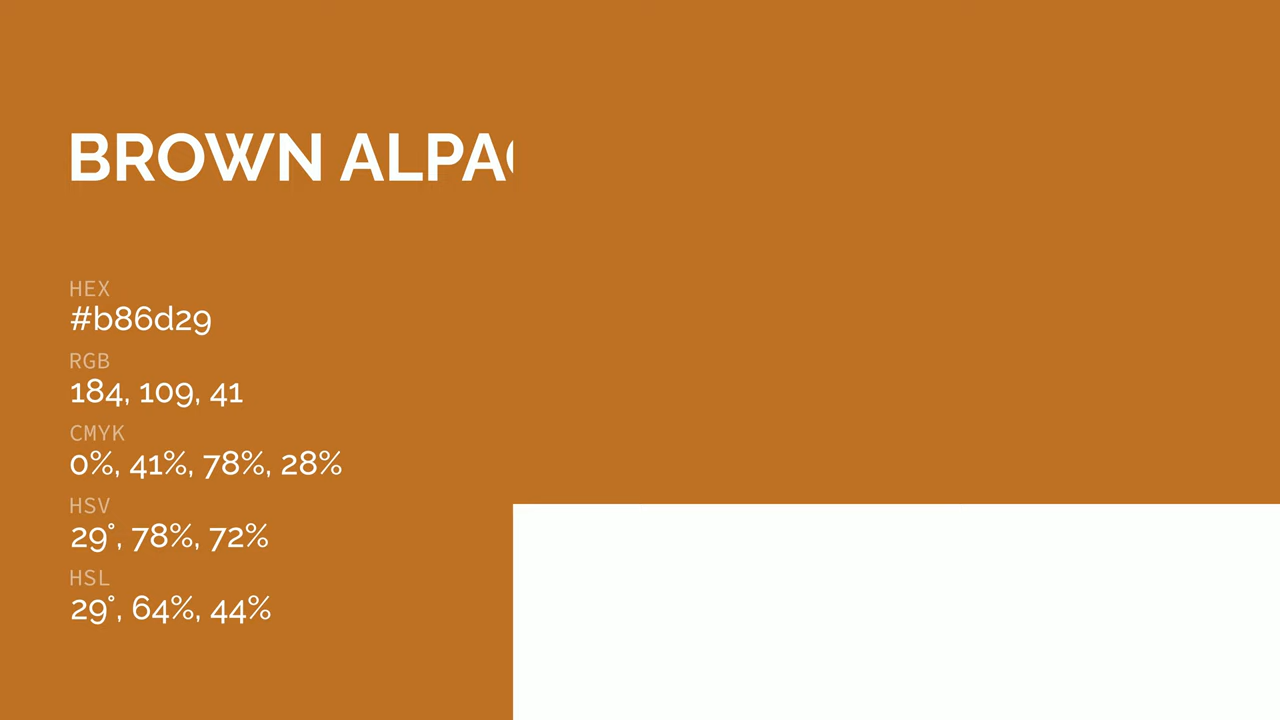 BROWN ALPA
HEX
#b86d29
RGB
184, 109, 41
CMYK
0%, 41%, 78%, 28%
HSV
29°, 78%, 72%
HSL
29°, 64%, 44%